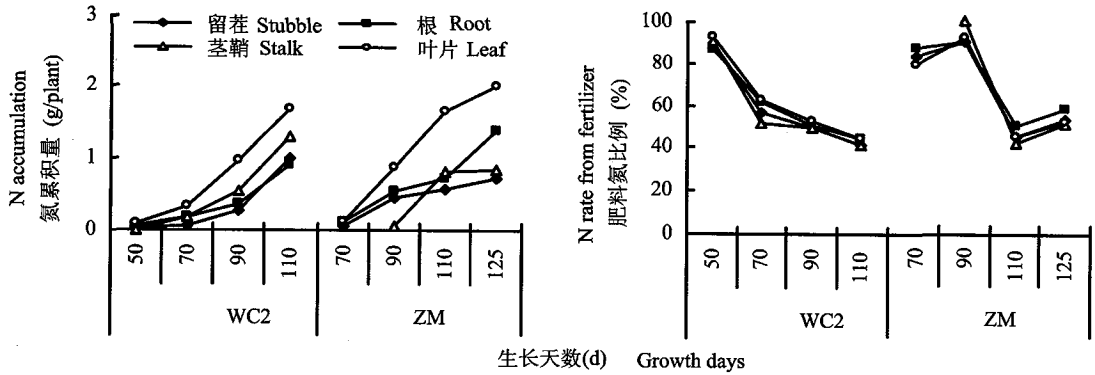 留茬 Stubble
根 Root
茎鞘 Stalk
叶片 Leaf
N accumulation
氮累积量 (g/plant)
3
2
1
0
50
70
90
110
70
90
110
125
WC2
ZM
N rate from fertilizer
肥料氮比例 (%)
100
80
60
40
20
0
50
70
90
110
70
90
110
125
WC2
ZM
生长天数(d) Growth days